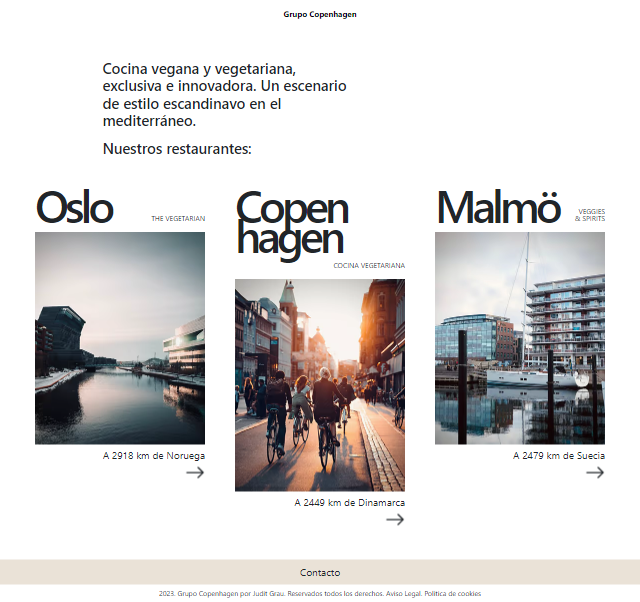 Grupo Copenhagen
Cocina vegana y vegetariana,
exclusiva e innovadora. Un escenario
de estilo escandinavo en el
mediterráneo.
Nuestros restaurantes:
Oslo
THE VEGETARIAN
A 2918 km de Noruega
Copen
hagen
COCINA VEGETARIANA
A 2449 km de Dinamarca
Malmö
VEGGIES
& SPIRITS
A 2479 km de Suecia
Contacto
2023. Grupo Copenhagen por Judit Grau. Reservados todos los derechos. Aviso Legal. Política de cookies